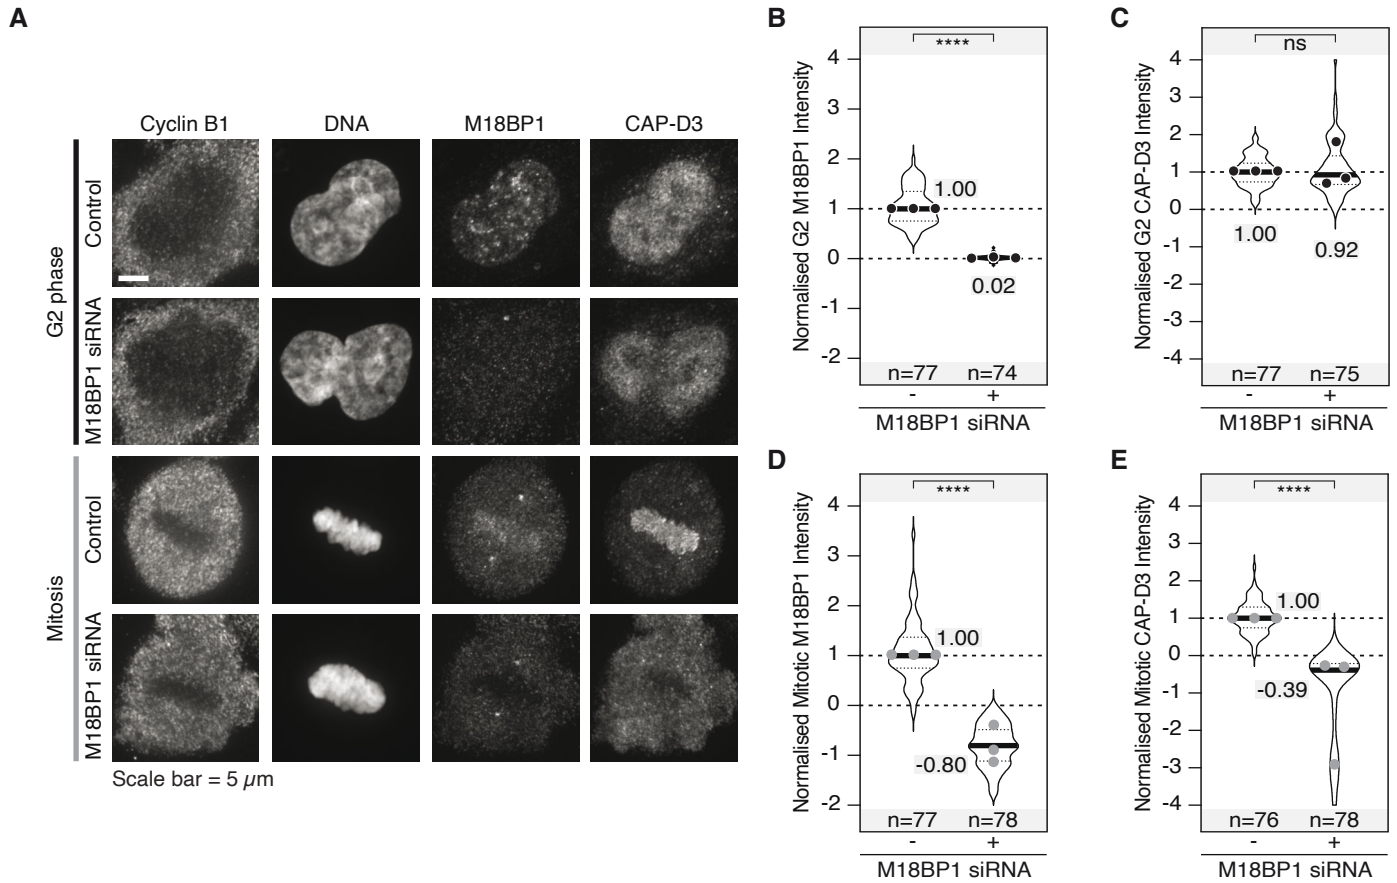 A
Cyclin B1 DNA M18BP1 CAP-D3
G2 phase
Control
M18BP1 siRNA
Mitosis
Control
M18BP1 siRNA
Scale bar = 5 µm
B
Normalised G2 M18BP1 Intensity
4
3
2
1
0
-1
-2
****
1.00
0.02
n=77 n=74
- +
M18BP1 siRNA
C
Normalised G2 CAP-D3 Intensity
4
3
2
1
0
-1
-2
-3
-4
ns
1.00
0.92
n=77 n=75
- +
M18BP1 siRNA
D
Normalised Mitotic M18BP1 Intensity
4
3
2
1
0
-1
-2
****
1.00
-0.80
n=77 n=78
- +
M18BP1 siRNA
E
Normalised Mitotic CAP-D3 Intensity
4
3
2
1
0
-1
-2
-3
-4
****
1.00
-0.39
n=76 n=78
- +
M18BP1 siRNA